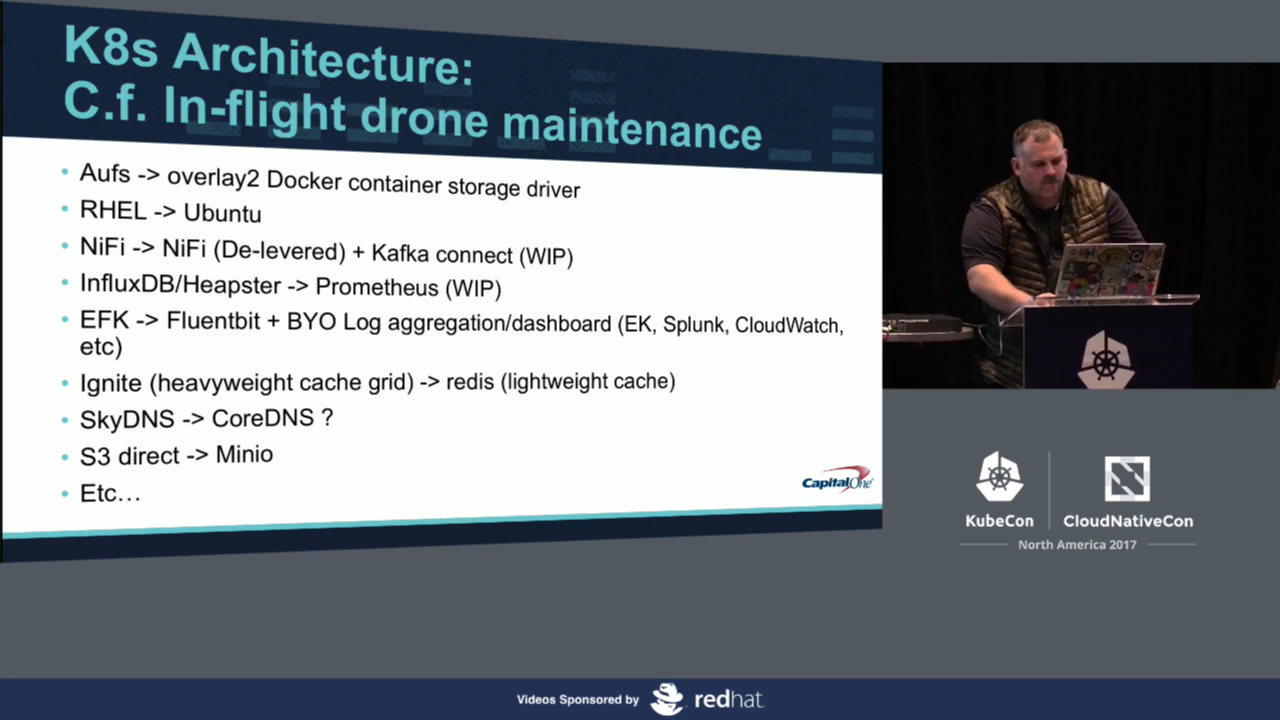 K8s Architecture:
C.f. In-flight drone maintenance
• Aufs -> overlay2 Docker container storage driver
• RHEL -> Ubuntu
• NiFi -> NiFi (De-levered) + Kafka connect (WIP)
• InfluxDB/Heapster -> Prometheus (WIP)
• EFK -> Fluentbit + BYO Log aggregation/dashboard (EK, Splunk, CloudWatch,
etc)
• Ignite (heavyweight cache grid) -> redis (lightweight cache)
• SkyDNS -> CoreDNS ?
• S3 direct -> Minio
• Etc…
CapitalOne
KubeCon
CloudNativeCon
North America 2017
Videos Sponsored by
redhat.